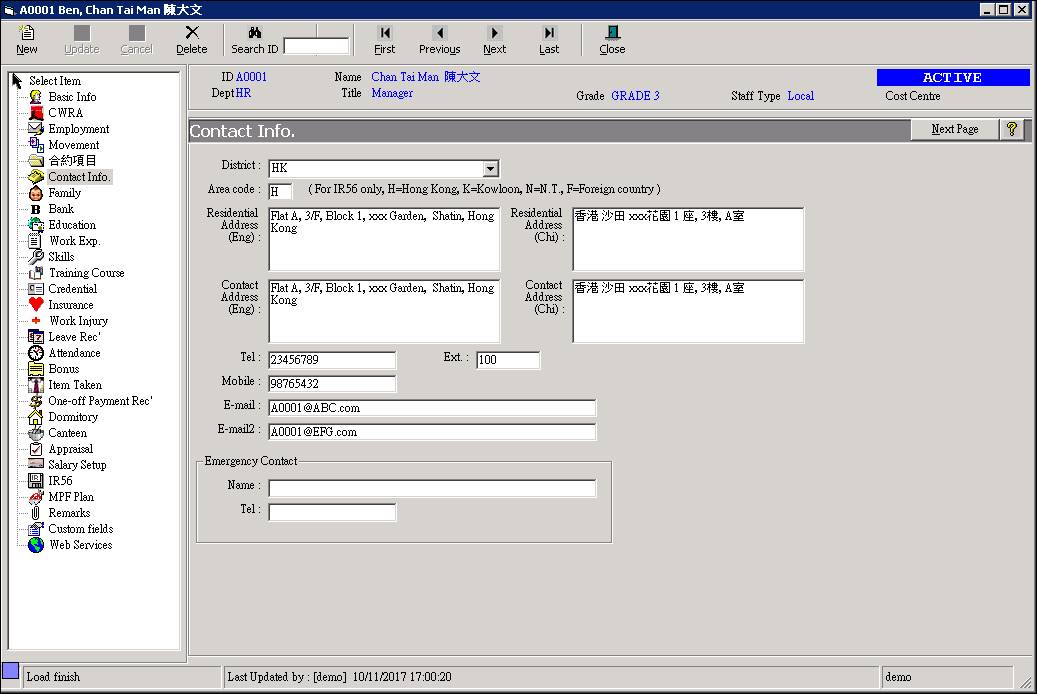 A0001 Ben, Chan Tai Man 陳大文
New Update Cancel Delete Search ID First Previous Next Last Close
Select Item
Basic Info
CWRA
Employment
Movement
合約項目
Contact Info.
Family
Bank
Education
Work Exp.
Skills
Training Course
Credential
Insurance
Work Injury
Leave Rec'
Attendance
Bonus
Item Taken
One-off Payment Rec'
Dormitory
Canteen
Appraisal
Salary Setup
IR56
MPF Plan
Remarks
Custom fields
Web Services
ID A0001 Name Chan Tai Man 陳大文 ACTIVE
Dept HR Title Manager Grade GRADE 3 Staff Type Local Cost Centre
Contact Info. Next Page ?
District : HK
Area code : H ( For IR56 only, H=Hong Kong, K=Kowloon, N=N.T., F=Foreign country )
Residential
Address
(Eng) :
Flat A, 3/F, Block 1, xxx Garden, Shatin, Hong
Kong
Residential
Address
(Chi) :
香港 沙田 xxx花園 1 座, 3樓, A室
Contact
Address
(Eng) :
Flat A, 3/F, Block 1, xxx Garden, Shatin, Hong
Kong
Contact
Address
(Chi) :
香港 沙田 xxx花園 1 座, 3樓, A室
Tel : 23456789 Ext. : 100
Mobile : 98765432
E-mail : A0001@ABC.com
E-mail2 : A0001@EFG.com
Emergency Contact
Name :
Tel :
Load finish Last Updated by : [demo] 10/11/2017 17:00:20 demo